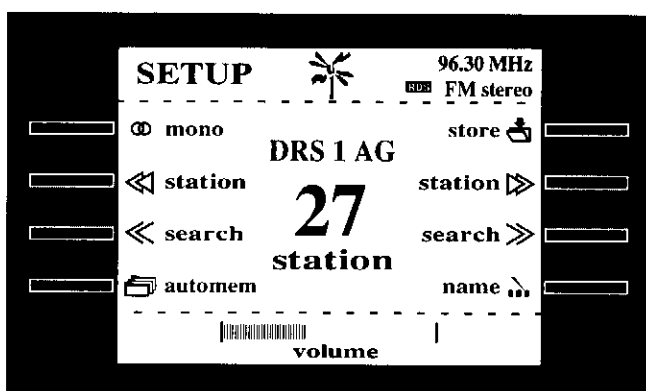 SETUP
96.30 MHz
RDS FM stereo
mono
store
DRS 1 AG
station
station
27
search
search
station
automem
name
volume